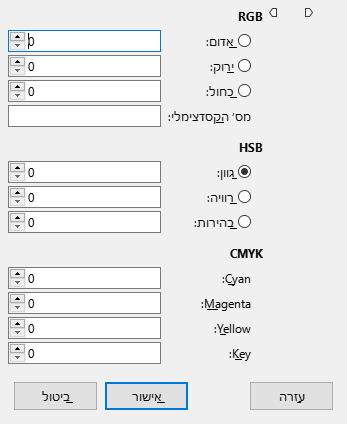 RGB
אדום: 0
ירוק: 0
כחול: 0
מס׳ הקסדצימלי:
HSB
גוון: 0
רוויה: 0
בהירות: 0
CMYK
Cyan: 0
Magenta: 0
Yellow: 0
Key: 0
עזרה אישור ביטול